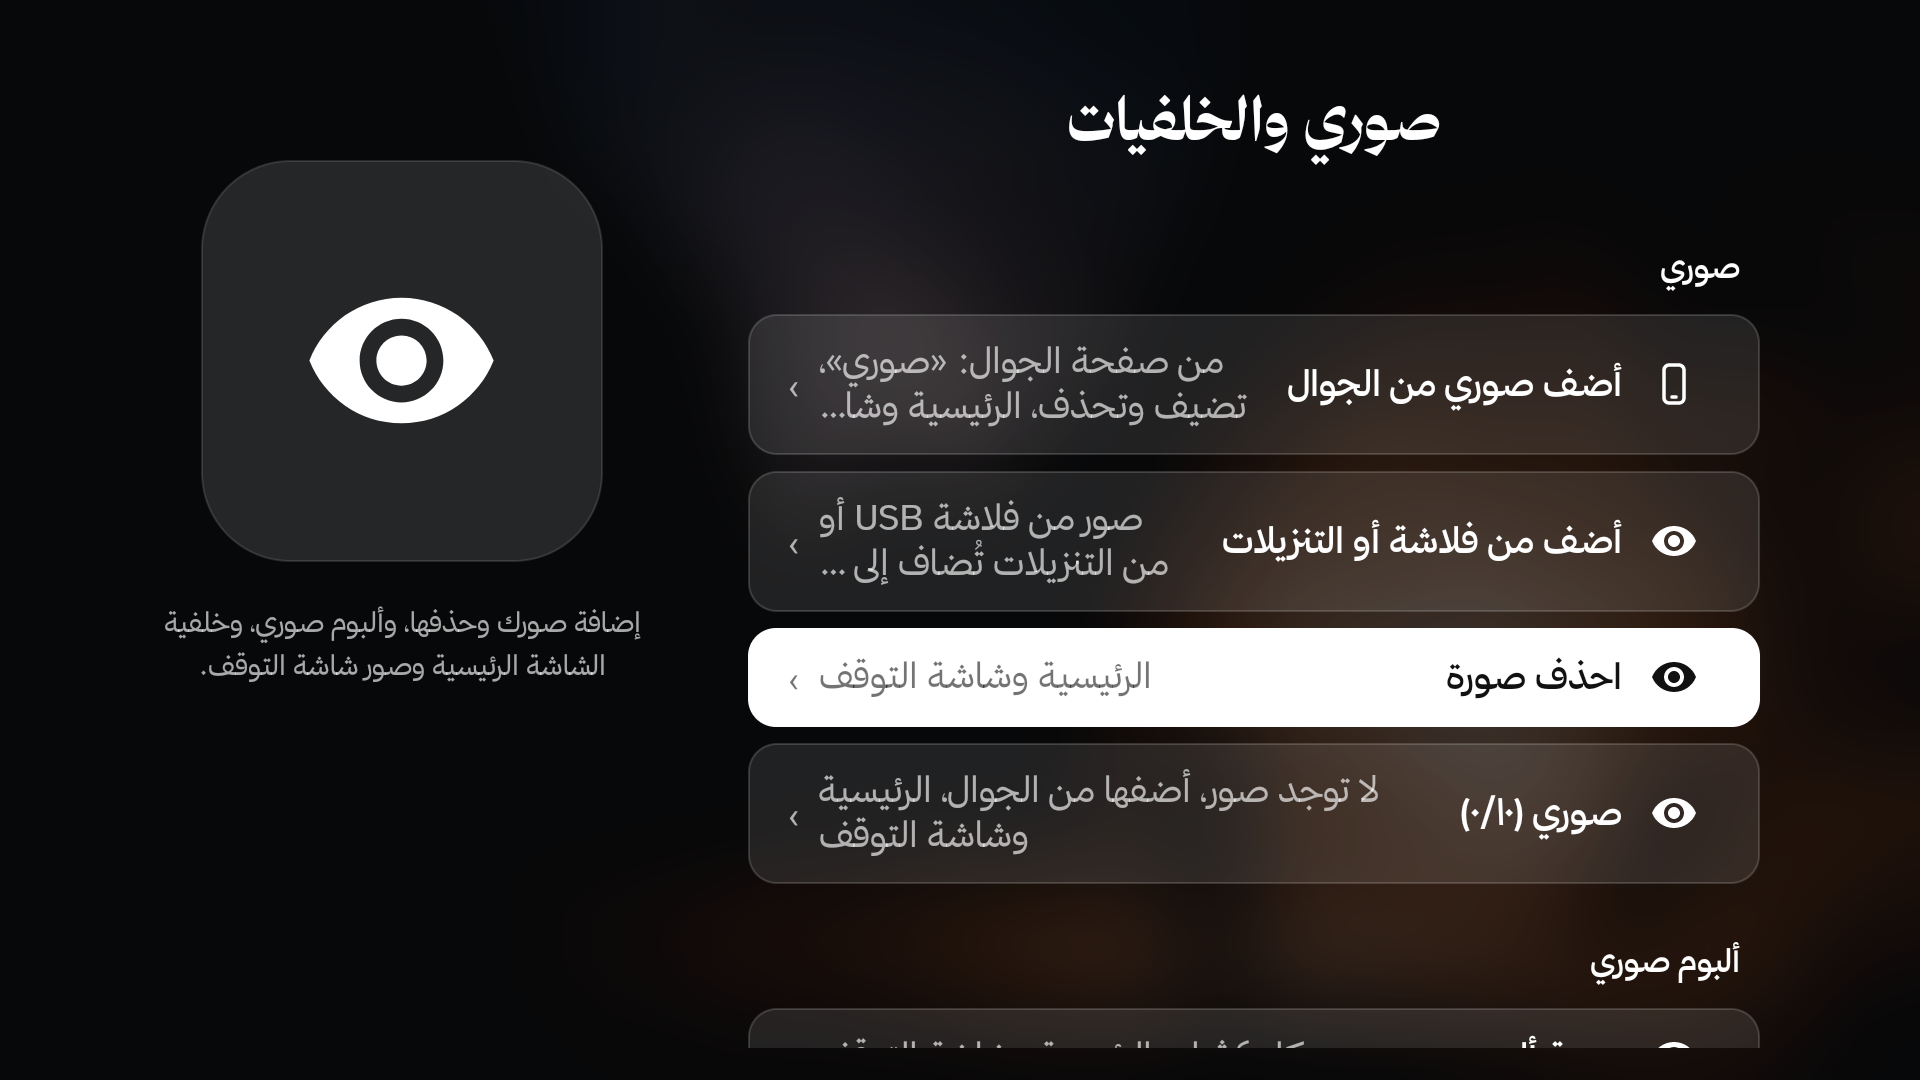 صوري والخلفيات
صوري
أضف صوري من الجوال
من صفحة الجوال: «صوري»،
تضيف وتحذف، الرئيسية وشا...
أضف من فلاشة أو التنزيلات
صور من فلاشة USB أو
من التنزيلات تُضاف إلى ...
احذف صورة
الرئيسية وشاشة التوقف
صوري (٠/١٠)
لا توجد صور، أضفها من الجوال، الرئيسية
وشاشة التوقف
ألبوم صوري
إضافة صورك وحذفها، وألبوم صوري، وخلفية
الشاشة الرئيسية وصور شاشة التوقف.